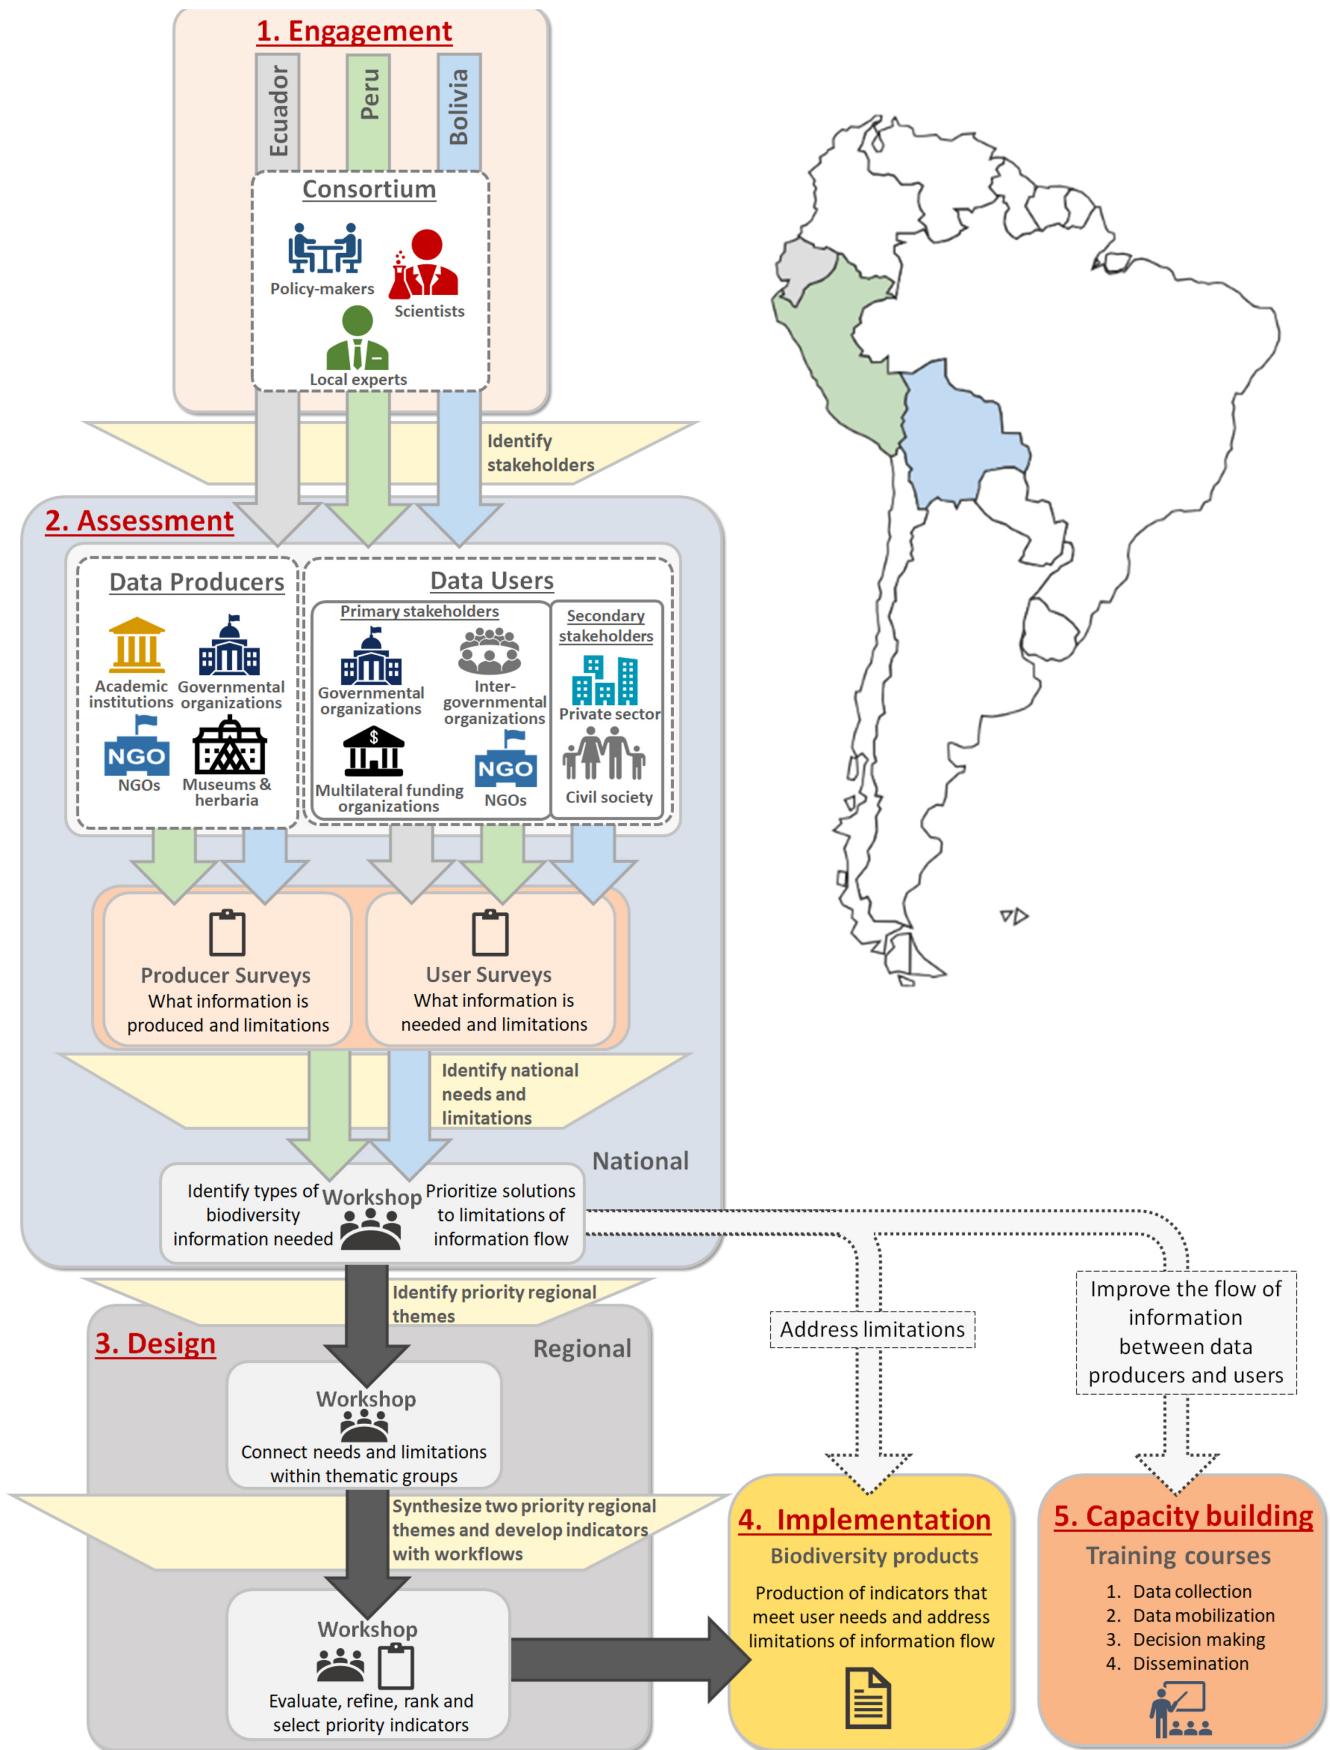 1. Engagement
Ecuador
Peru
Bolivia
Consortium
Policy-makers
Scientists
Local experts
Identify
stakeholders
2. Assessment
Data Producers
Academic
institutions
Governmental
organizations
NGO
NGOs
Museums &
herbaria
Data Users
Primary stakeholders
Governmental
organizations
Inter-
governmental
organizations
$
Multilateral funding
organizations
NGO
NGOs
Secondary
stakeholders
Private sector
Civil society
Producer Surveys
What information is
produced and limitations
User Surveys
What information is
needed and limitations
Identify national
needs and
limitations
National
Identify types of
biodiversity
information needed
Workshop
Prioritize solutions
to limitations of
information flow
Identify priority regional
themes
3. Design
Regional
Workshop
Connect needs and limitations
within thematic groups
Synthesize two priority regional
themes and develop indicators
with workflows
Workshop
Evaluate, refine, rank and
select priority indicators
Address limitations
Improve the flow of
information
between data
producers and users
4. Implementation
Biodiversity products
Production of indicators that
meet user needs and address
limitations of information flow
5. Capacity building
Training courses
1. Data collection
2. Data mobilization
3. Decision making
4. Dissemination